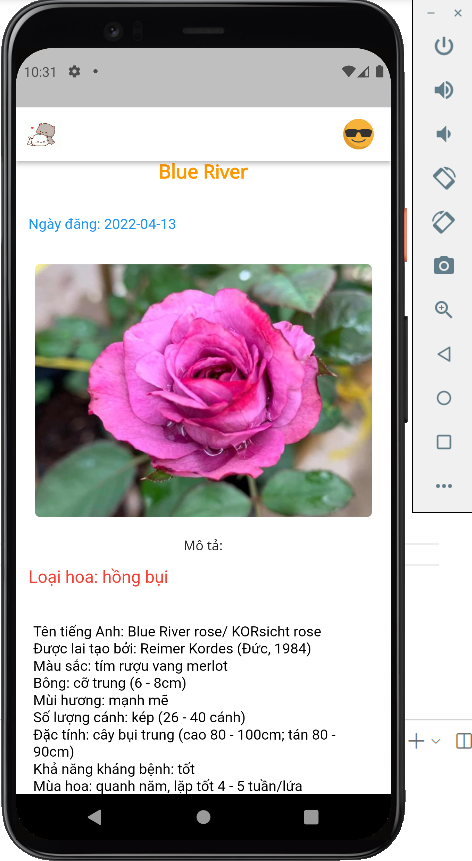 10:31
Blue River
Ngày đăng: 2022-04-13
Mô tả:
Loại hoa: hồng bụi
Tên tiếng Anh: Blue River rose/ KORsicht rose
Được lai tạo bởi: Reimer Kordes (Đức, 1984)
Màu sắc: tím rượu vang merlot
Bông: cỡ trung (6 - 8cm)
Mùi hương: mạnh mẽ
Số lượng cánh: kép (26 - 40 cánh)
Đặc tính: cây bụi trung (cao 80 - 100cm; tán 80 -
90cm)
Khả năng kháng bệnh: tốt
Mùa hoa: quanh năm, lặp tốt 4 - 5 tuần/lứa